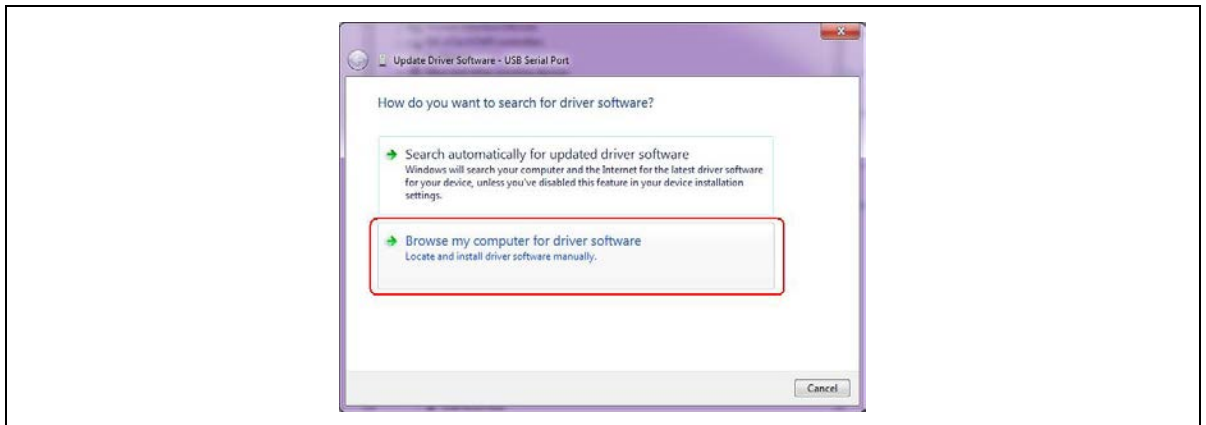 Update Driver Software - USB Serial Port
How do you want to search for driver software?
Search automatically for updated driver software
Windows will search your computer and the Internet for the latest driver software
for your device, unless you've disabled this feature in your device installation
settings.
Browse my computer for driver software
Locate and install driver software manually.
Cancel